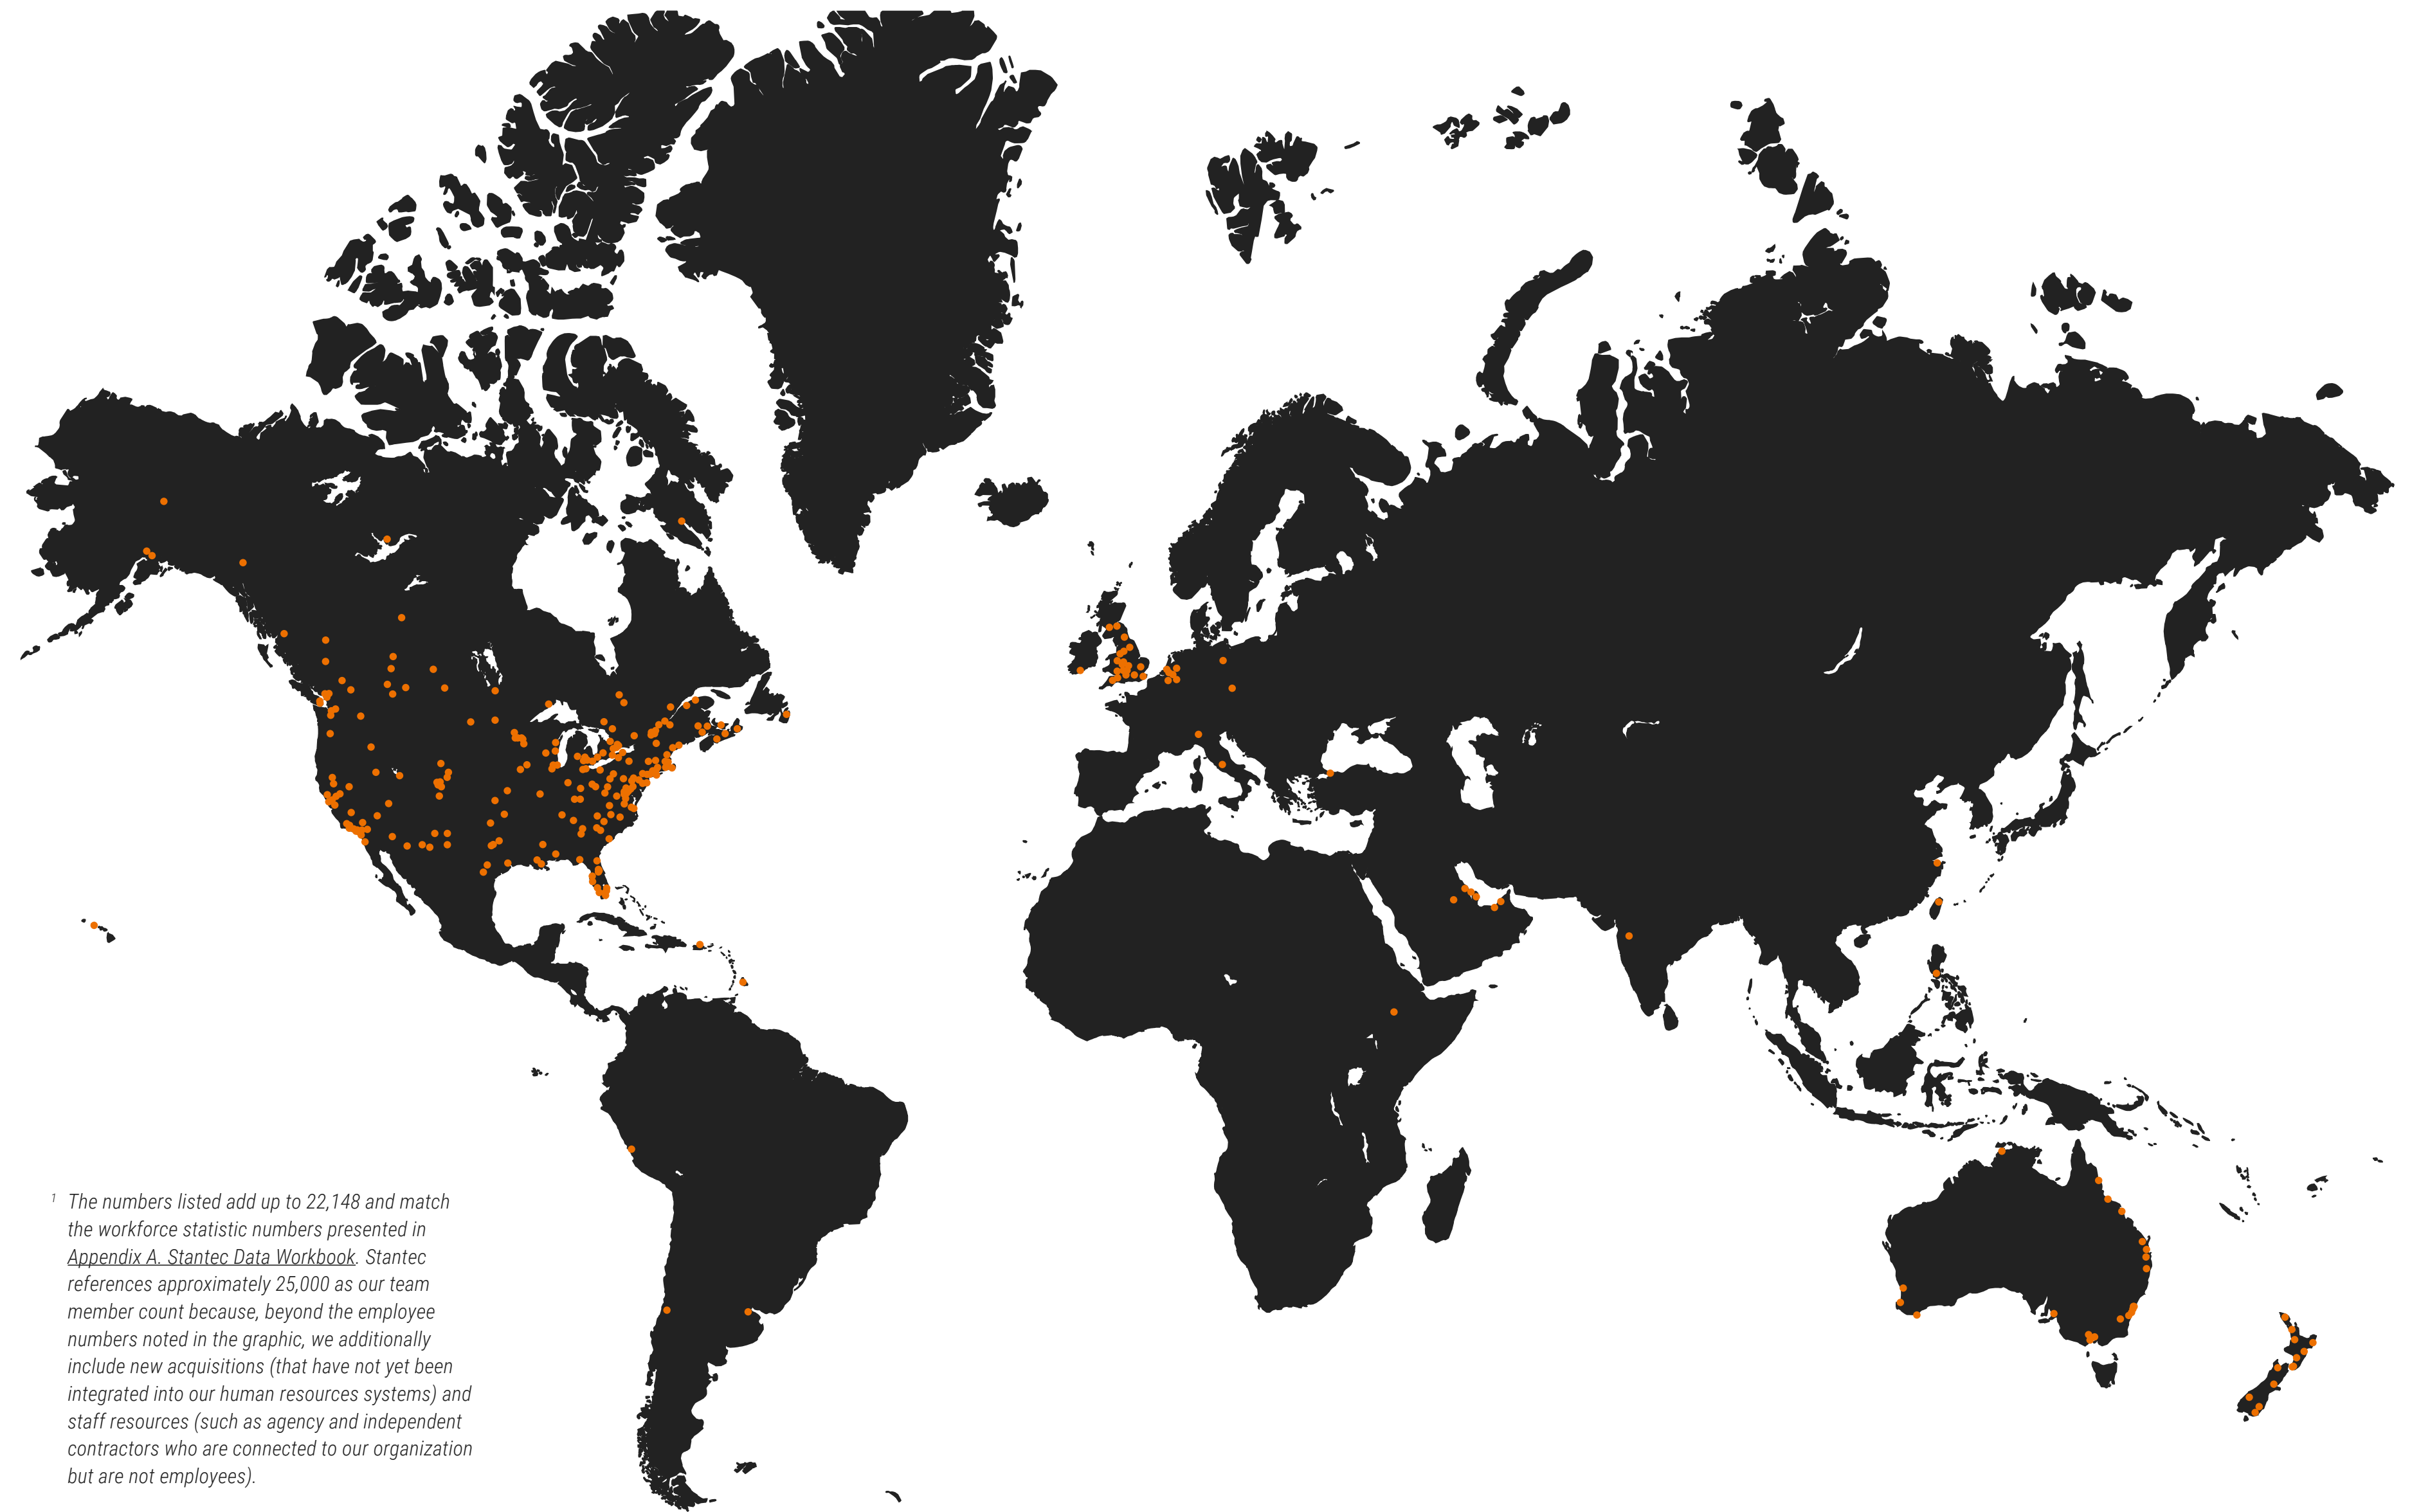 1 The numbers listed add up to 22,148 and match
the workforce statistic numbers presented in
Appendix A. Stantec Data Workbook. Stantec
references approximately 25,000 as our team
member count because, beyond the employee
numbers noted in the graphic, we additionally
include new acquisitions (that have not yet been
integrated into our human resources systems) and
staff resources (such as agency and independent
contractors who are connected to our organization
but are not employees).